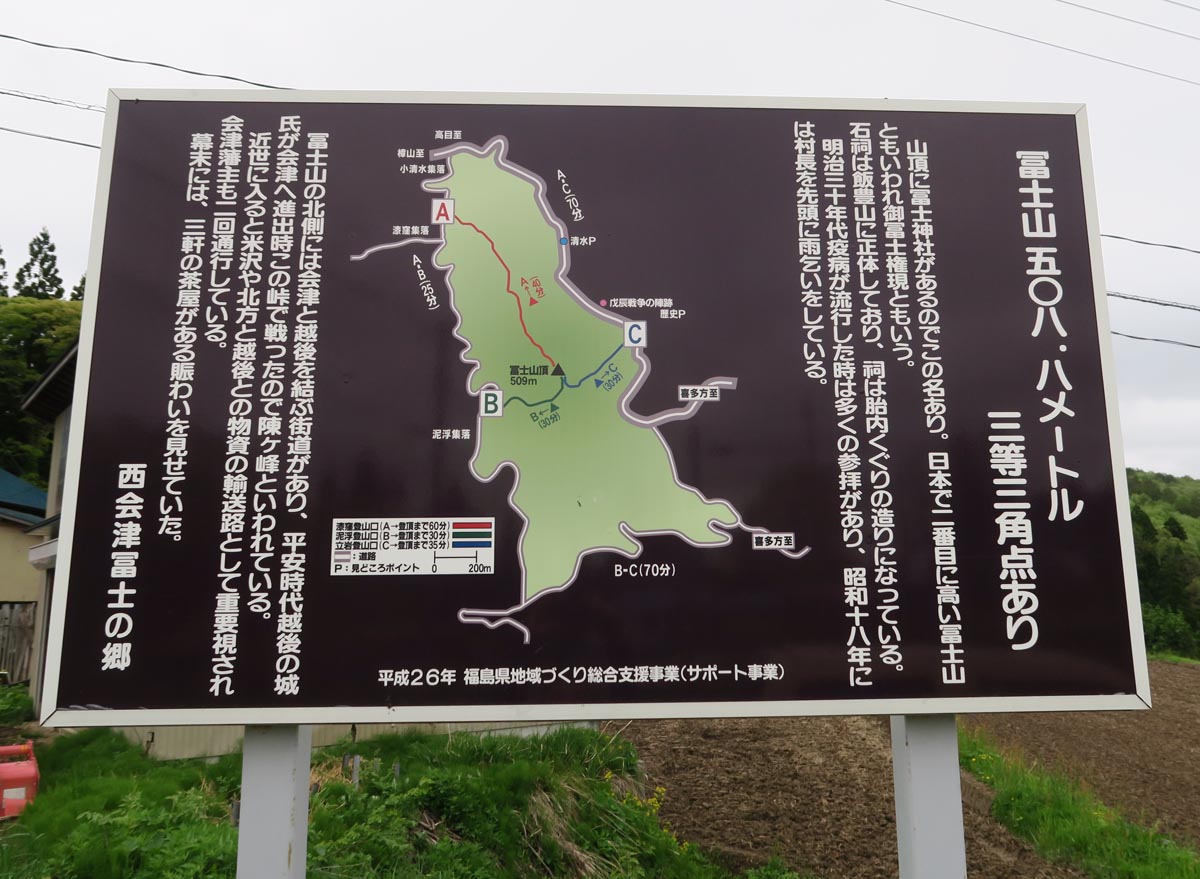 冨士山 五〇八・八メートル
三等三角点あり
山頂に冨士神社があるのでこの名あり。日本で二番目に高い冨士山
ともいわれ御冨士権現ともいう。
石祠は飯豊山に正体しており、祠は胎内くぐりの造りになっている。
明治三十年代疫病が流行した時は多くの参拝があり、昭和十八年に
は村長を先頭に雨乞いをしている。
高目至
樟山至
小清水集落
A
漆窪集落
A・C(70分)
清水P
A・B(25分)
A→▲(40分)
戊辰戦争の陣跡
歴史P
C
冨士山頂
509m
▲→C
(30分)
B
B←▲
(30分)
喜多方至
泥浮集落
喜多方至
B-C(70分)
漆窪登山口(A→登頂まで60分)
泥浮登山口(B→登頂まで30分)
立岩登山口(C→登頂まで35分)
:道路
P:見どころポイント 0 200m
冨士山の北側には会津と越後を結ぶ街道があり、平安時代越後の城
氏が会津へ進出時この峠で戦ったので陳ヶ峰といわれている。
近世に入ると米沢や北方と越後との物資の輸送路として重要視され
会津藩主も二回通行している。
幕末には、三軒の茶屋がある賑わいを見せていた。
西会津冨士の郷
平成26年 福島県地域づくり総合支援事業(サポート事業)